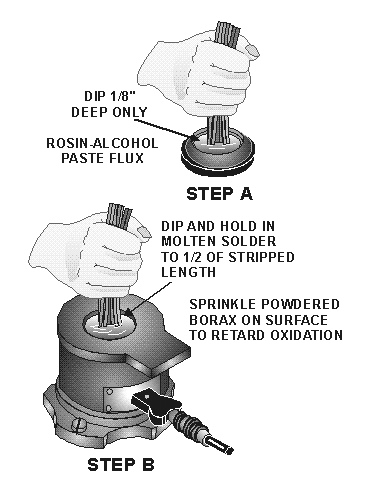 DIP 1/8"
DEEP ONLY
ROSIN-ALCOHOL
PASTE FLUX
STEP A
DIP AND HOLD IN
MOLTEN SOLDER
TO 1/2 OF STRIPPED
LENGTH
SPRINKLE POWDERED
BORAX ON SURFACE
TO RETARD OXIDATION
STEP B